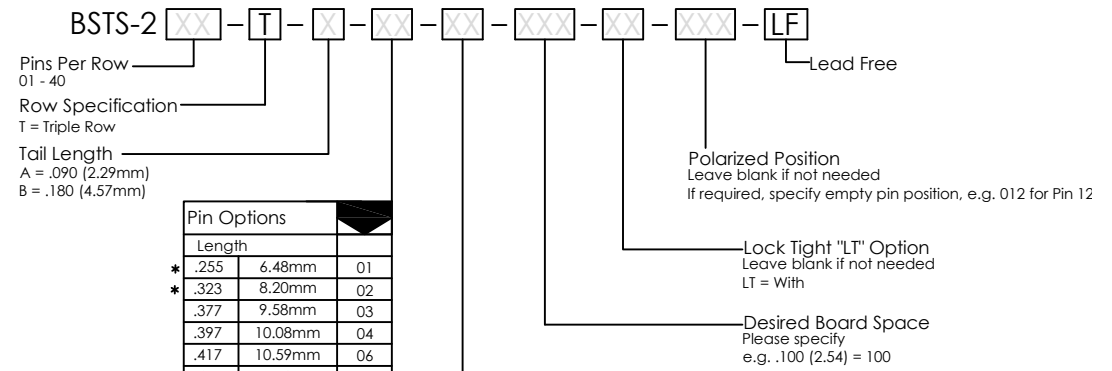 BSTS-2 XX - T - X - XX - XX - XXX - XX - XXX - LF
Pins Per Row
01 - 40
Lead Free
Row Specification
T = Triple Row
Tail Length
A = .090 (2.29mm)
B = .180 (4.57mm)
Polarized Position
Leave blank if not needed
If required, specify empty pin position, e.g. 012 for Pin 12
Pin Options
Length
* .255 6.48mm 01
* .323 8.20mm 02
.377 9.58mm 03
.397 10.08mm 04
.417 10.59mm 06
Lock Tight "LT" Option
Leave blank if not needed
LT = With
Desired Board Space
Please specify
e.g. .100 (2.54) = 100